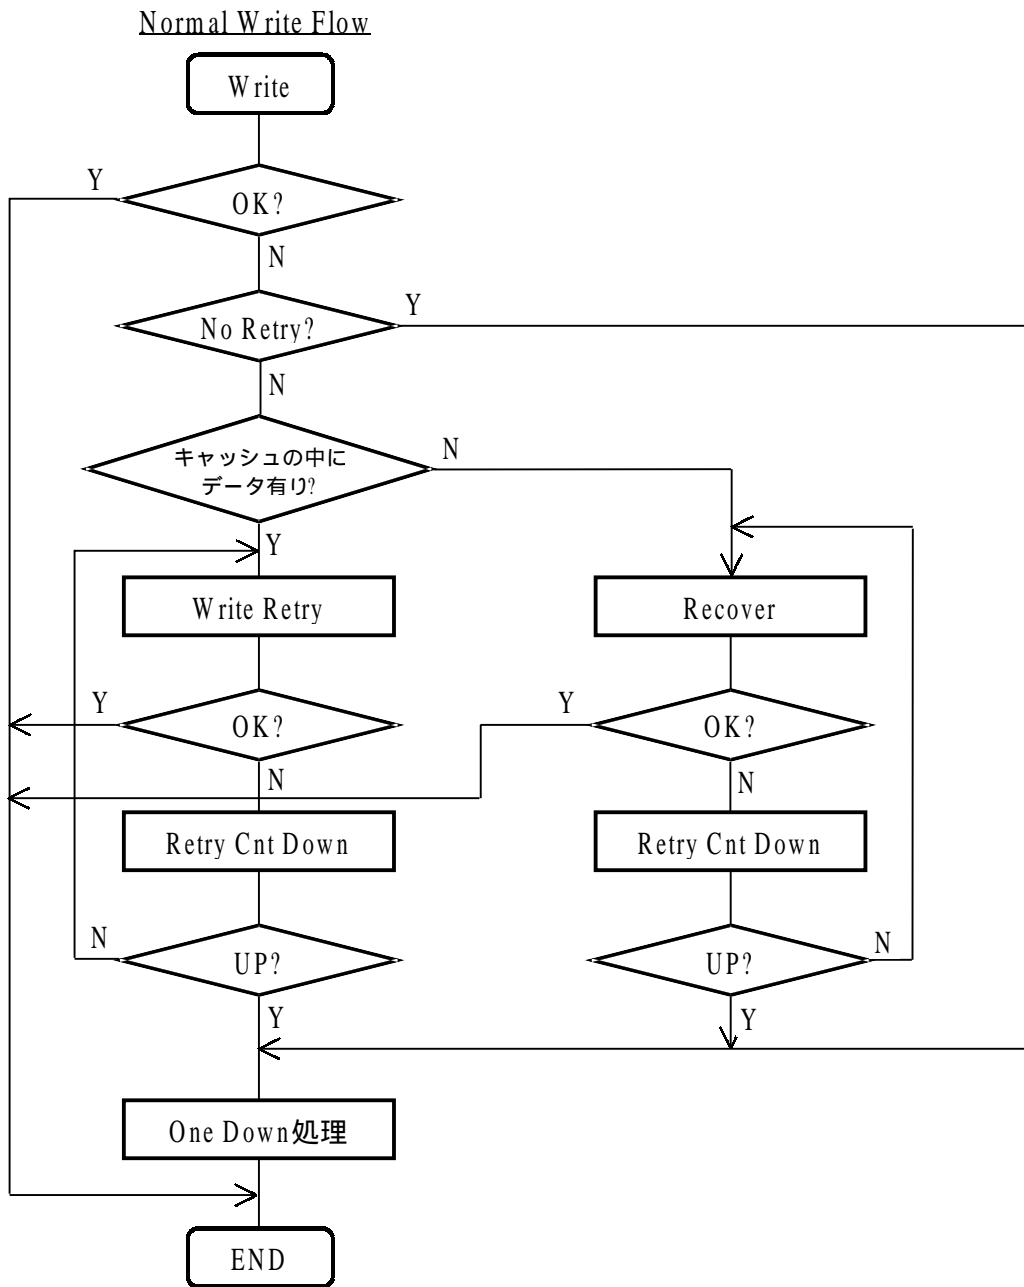 Normal Write Flow
Write
Y
OK?
N
No Retry?
Y
N
キャッシュの中に
データ有り?
N
Y
Write Retry
Recover
Y
OK?
Y
OK?
N
N
Retry Cnt Down
Retry Cnt Down
N
UP?
UP?
N
Y
Y
One Down処理
END